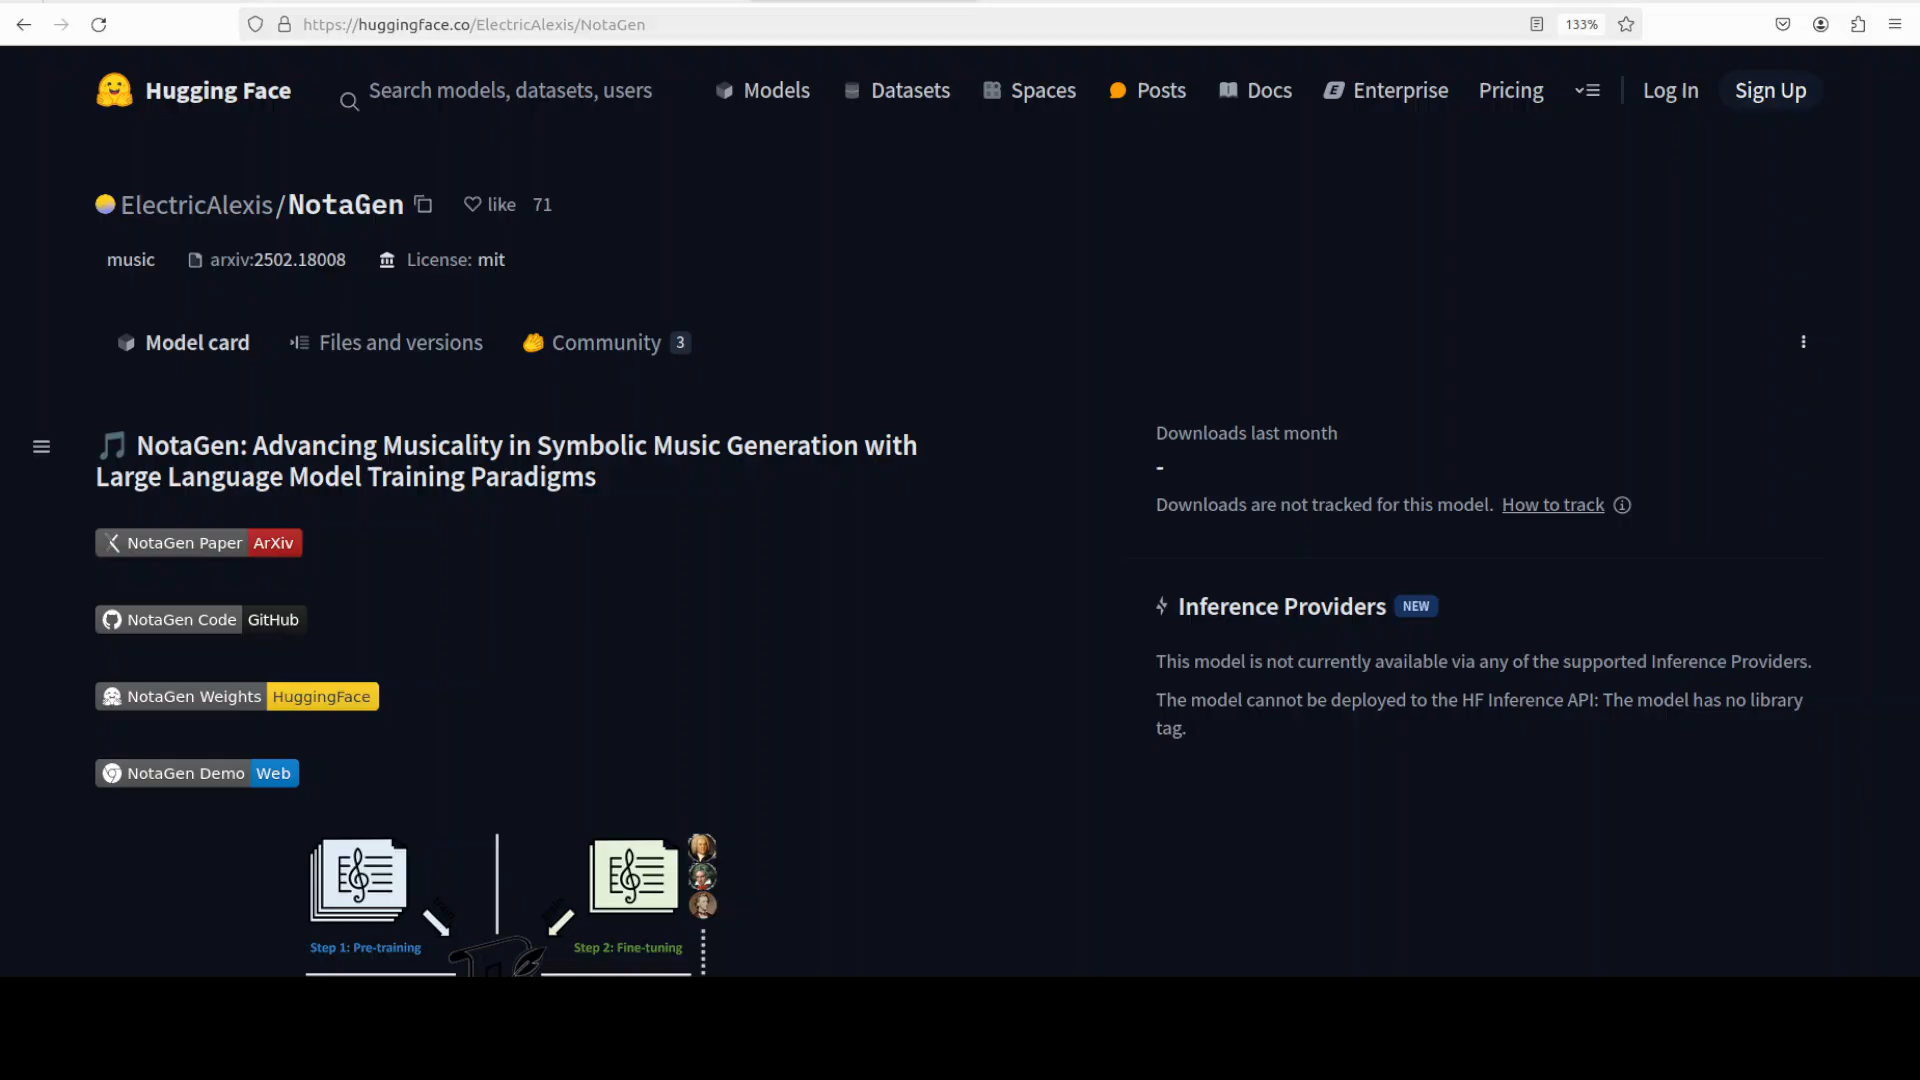 https://huggingface.co/ElectricAlexis/NotaGen
133%
Hugging Face
Search models, datasets, users
Models
Datasets
Spaces
Posts
Docs
Enterprise
Pricing
Log In
Sign Up
ElectricAlexis/NotaGen
like 71
music
arxiv:2502.18008
License: mit
Model card
Files and versions
Community 3
NotaGen: Advancing Musicality in Symbolic Music Generation with
Large Language Model Training Paradigms
NotaGen Paper ArXiv
NotaGen Code GitHub
NotaGen Weights HuggingFace
NotaGen Demo Web
Step 1: Pre-training
Step 2: Fine-tuning
Downloads last month
-
Downloads are not tracked for this model. How to track
Inference Providers NEW
This model is not currently available via any of the supported Inference Providers.
The model cannot be deployed to the HF Inference API: The model has no library
tag.